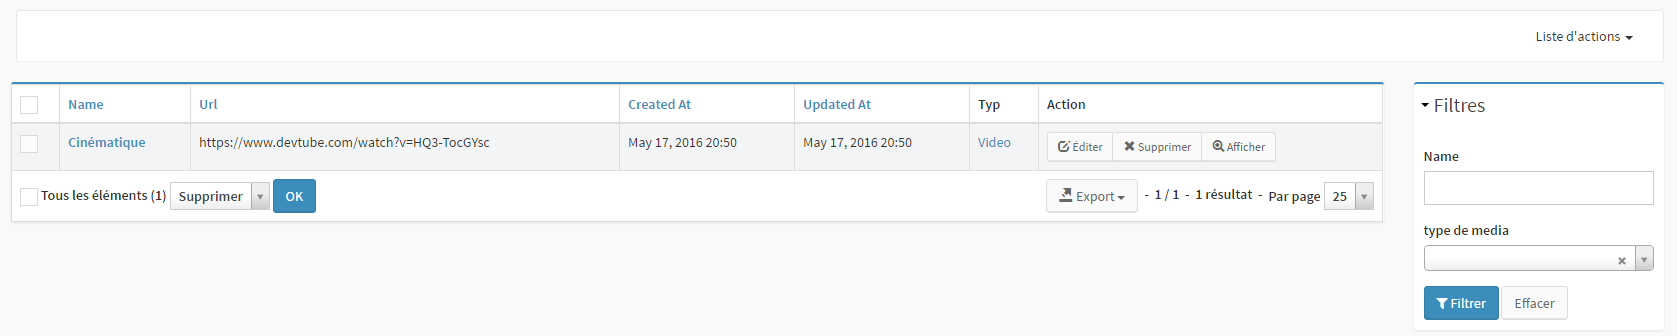 Liste d'actions
Name Url Created At Updated At Typ Action
Cinématique https://www.devtube.com/watch?v=HQ3-TocGYsc May 17, 2016 20:50 May 17, 2016 20:50 Video Éditer Supprimer Afficher
Tous les éléments (1) Supprimer OK Export - 1 / 1 - 1 résultat - Par page 25
Filtres
Name
type de media
Filtrer Effacer